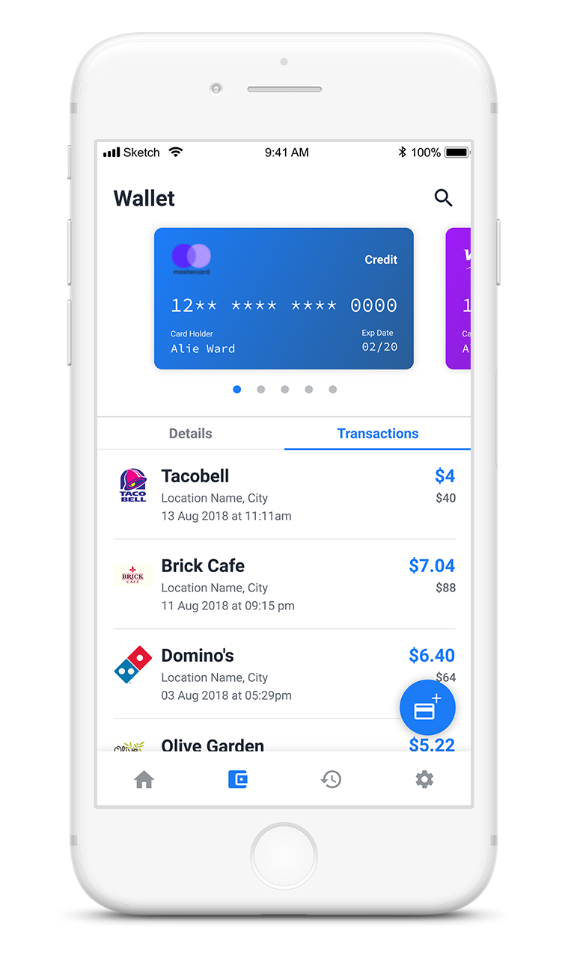 Sketch 9:41 AM 100%
Wallet
mastercard
Credit
12** **** **** 0000
Card Holder Exp Date
Alie Ward 02/20
Details Transactions
TACO BELL
Tacobell $4
Location Name, City $40
13 Aug 2018 at 11:11am
BRICK CAFÉ
Brick Cafe $7.04
Location Name, City $88
11 Aug 2018 at 09:15 pm
Domino's $6.40
Location Name, City $64
03 Aug 2018 at 05:29pm
Olive Garden $5.22